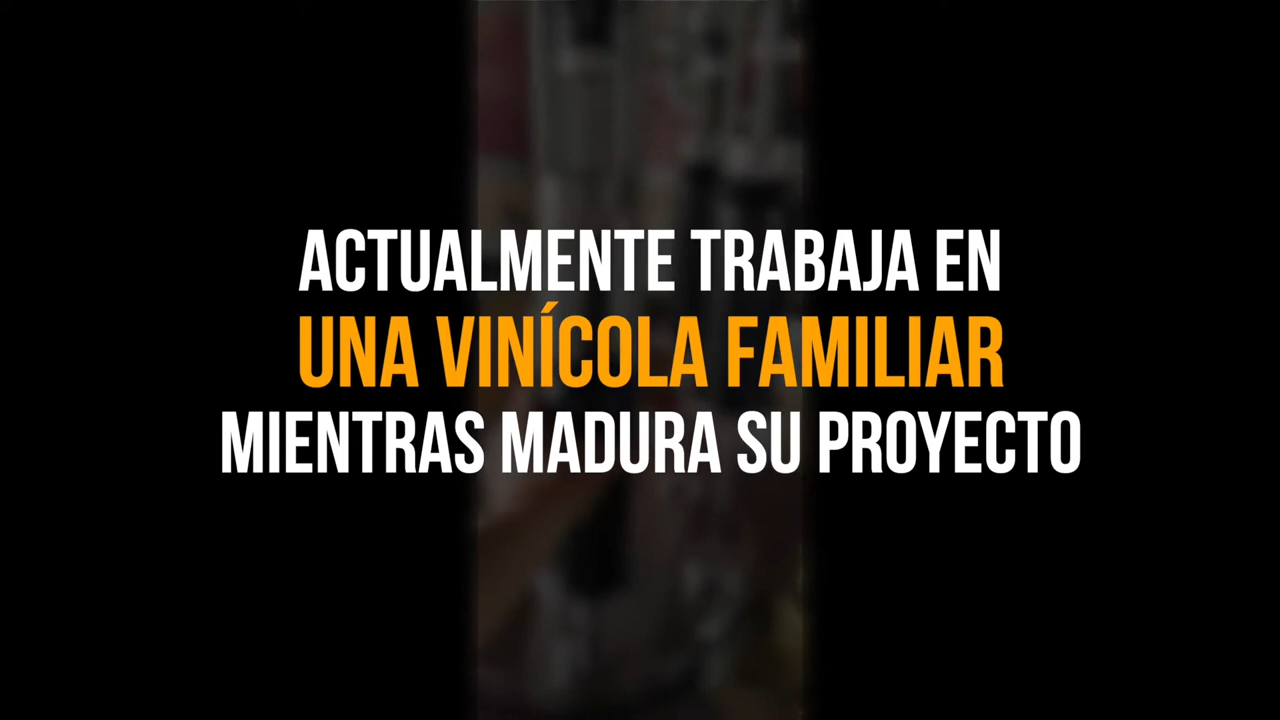 ACTUALMENTE TRABAJA EN
UNA VINÍCOLA FAMILIAR
MIENTRAS MADURA SU PROYECTO